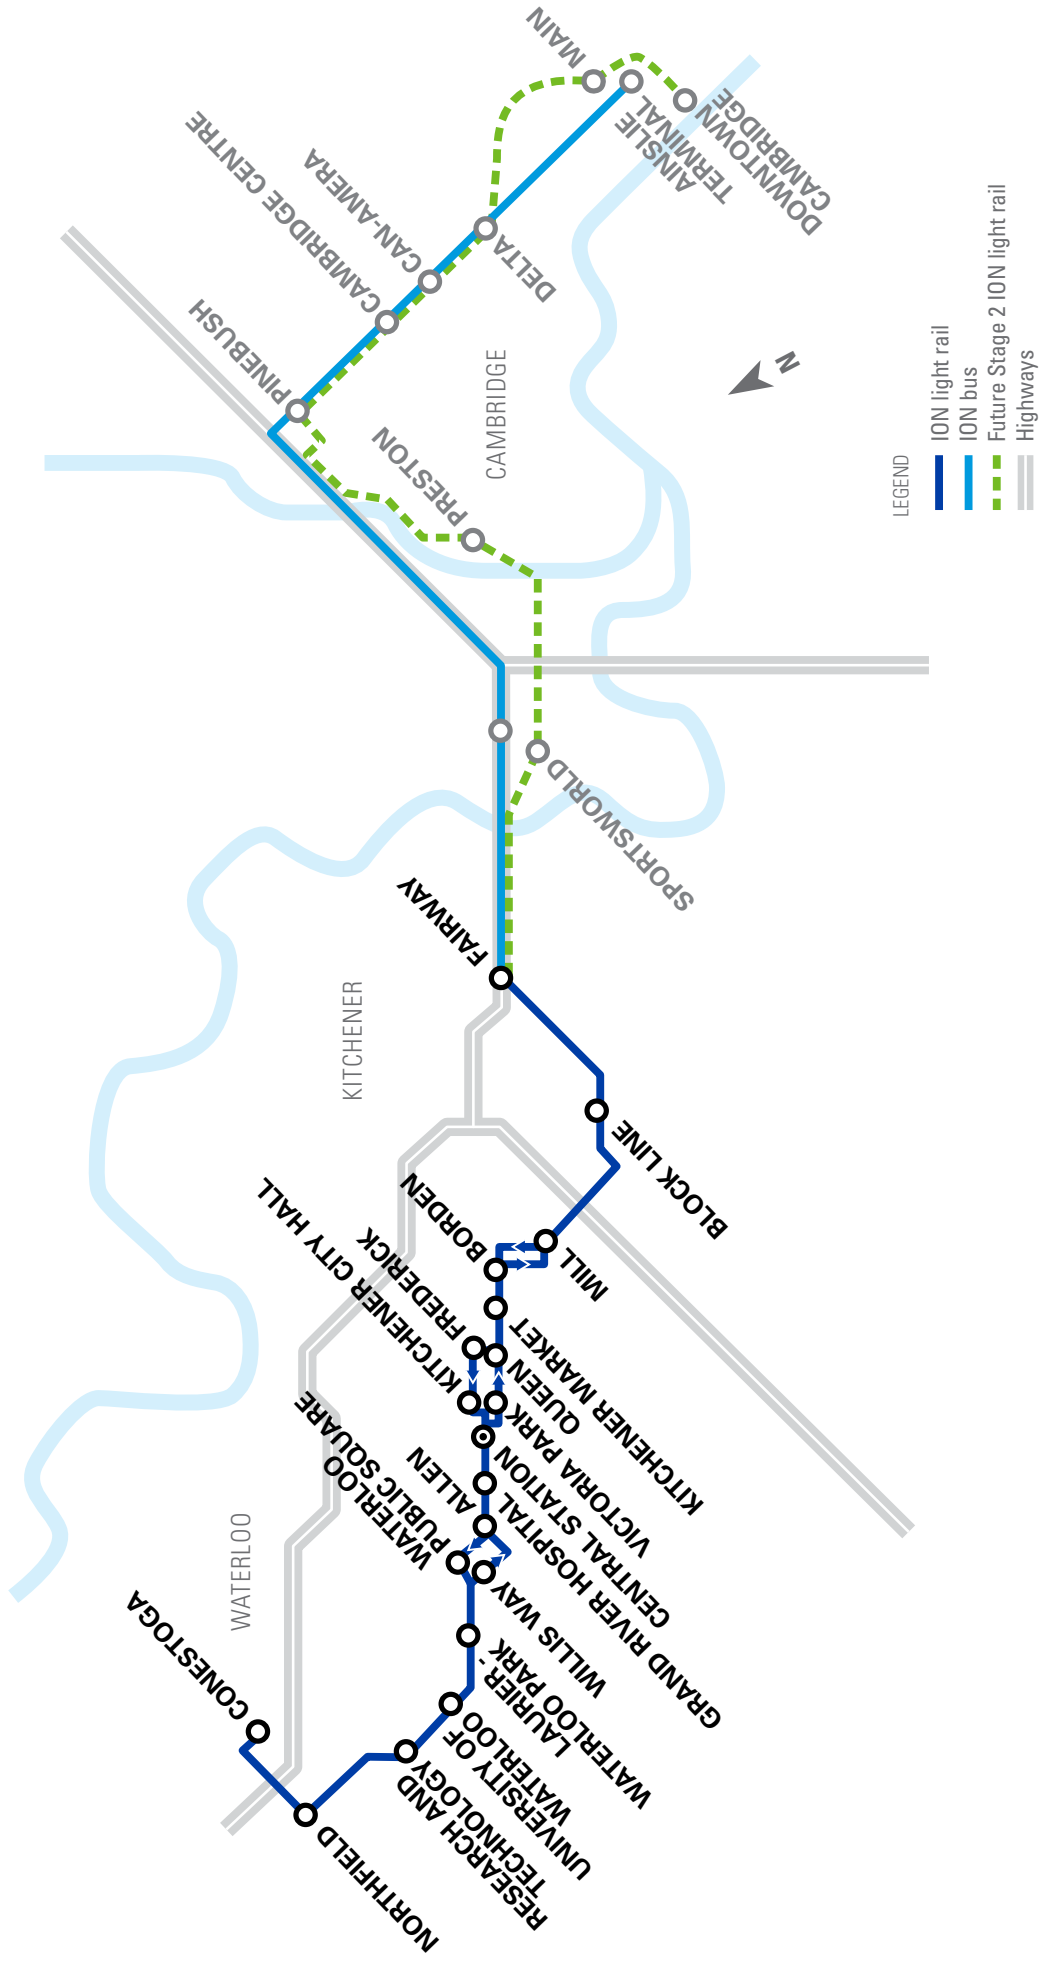 CONESTOGA
NORTHFIELD
RESEARCH AND
TECHNOLOGY
UNIVERSITY OF
WATERLOO
LAURIER-
WATERLOO PARK
WATERLOO
PUBLIC SQUARE
WILLIS WAY
ALLEN
GRAND RIVER HOSPITAL
CENTRAL STATION
KITCHENER CITY HALL
VICTORIA PARK
FREDERICK
QUEEN
KITCHENER MARKET
BORDEN
MILL
BLOCK LINE
FAIRWAY
SPORTSWORLD
PRESTON
PINEBUSH
CAMBRIDGE CENTRE
CAN-AMERA
DELTA
MAIN
AINSLIE
TERMINAL
DOWNTOWN
CAMBRIDGE
WATERLOO
KITCHENER
CAMBRIDGE
N
LEGEND
ION light rail
ION bus
Future Stage 2 ION light rail
Highways